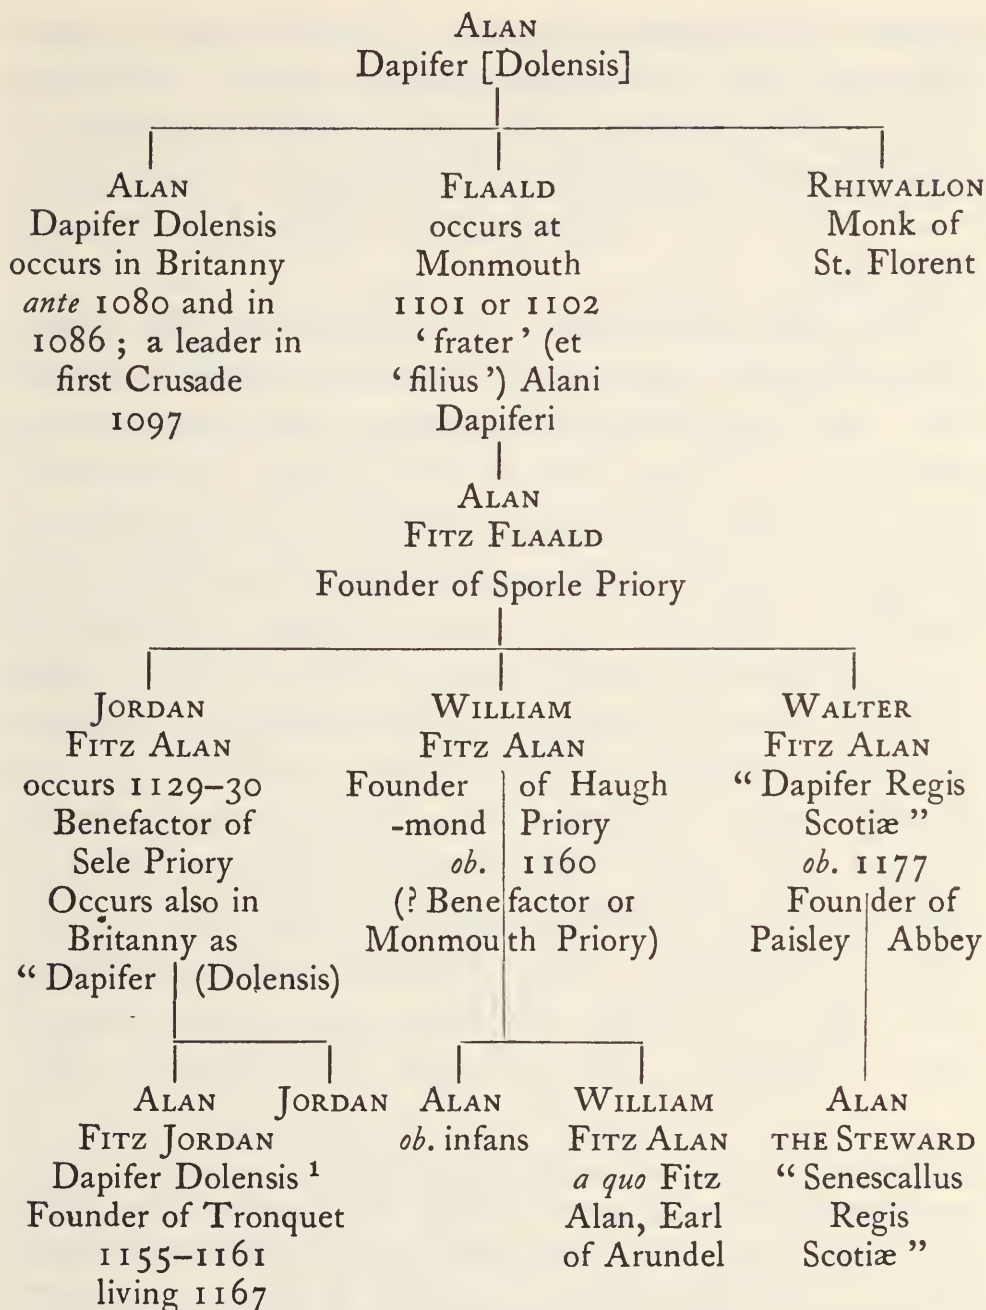 ALAN
Dapifer [Dolensis]
ALAN
Dapifer Dolensis
occurs in Britanny
ante 1080 and in
1086 ; a leader in
first Crusade
1097
FLAALD
occurs at
Monmouth
1101 or 1102
‘ frater ’ (et
‘ filius ’) Alani
Dapiferi
RHIWALLON
Monk of
St. Florent
ALAN
FITZ FLAALD
Founder of Sporle Priory
JORDAN
FITZ ALAN
occurs 1129–30
Benefactor of
Sele Priory
Occurs also in
Britanny as
“ Dapifer (Dolensis)
WILLIAM
FITZ ALAN
Founder of Haugh
-mond Priory
ob. 1160
(? Benefactor or
Monmouth Priory)
WALTER
FITZ ALAN
“ Dapifer Regis
Scotiæ ”
ob. 1177
Founder of
Paisley Abbey
ALAN
FITZ JORDAN
Dapifer Dolensis 1
Founder of Tronquet
1155–1161
living 1167
JORDAN
ALAN
ob. infans
WILLIAM
FITZ ALAN
a quo Fitz
Alan, Earl
of Arundel
ALAN
THE STEWARD
“ Senescallus
Regis
Scotiæ ”